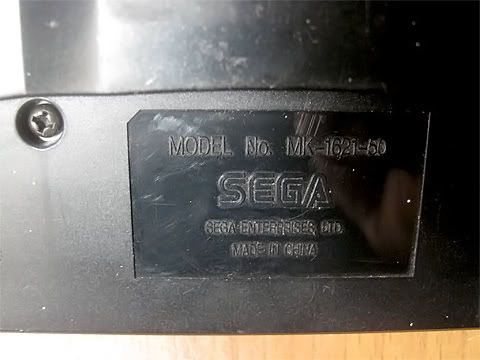 MODEL No. MK-1621-50
SEGA
SEGA ENTERPRISES, LTD.
MADE IN CHINA